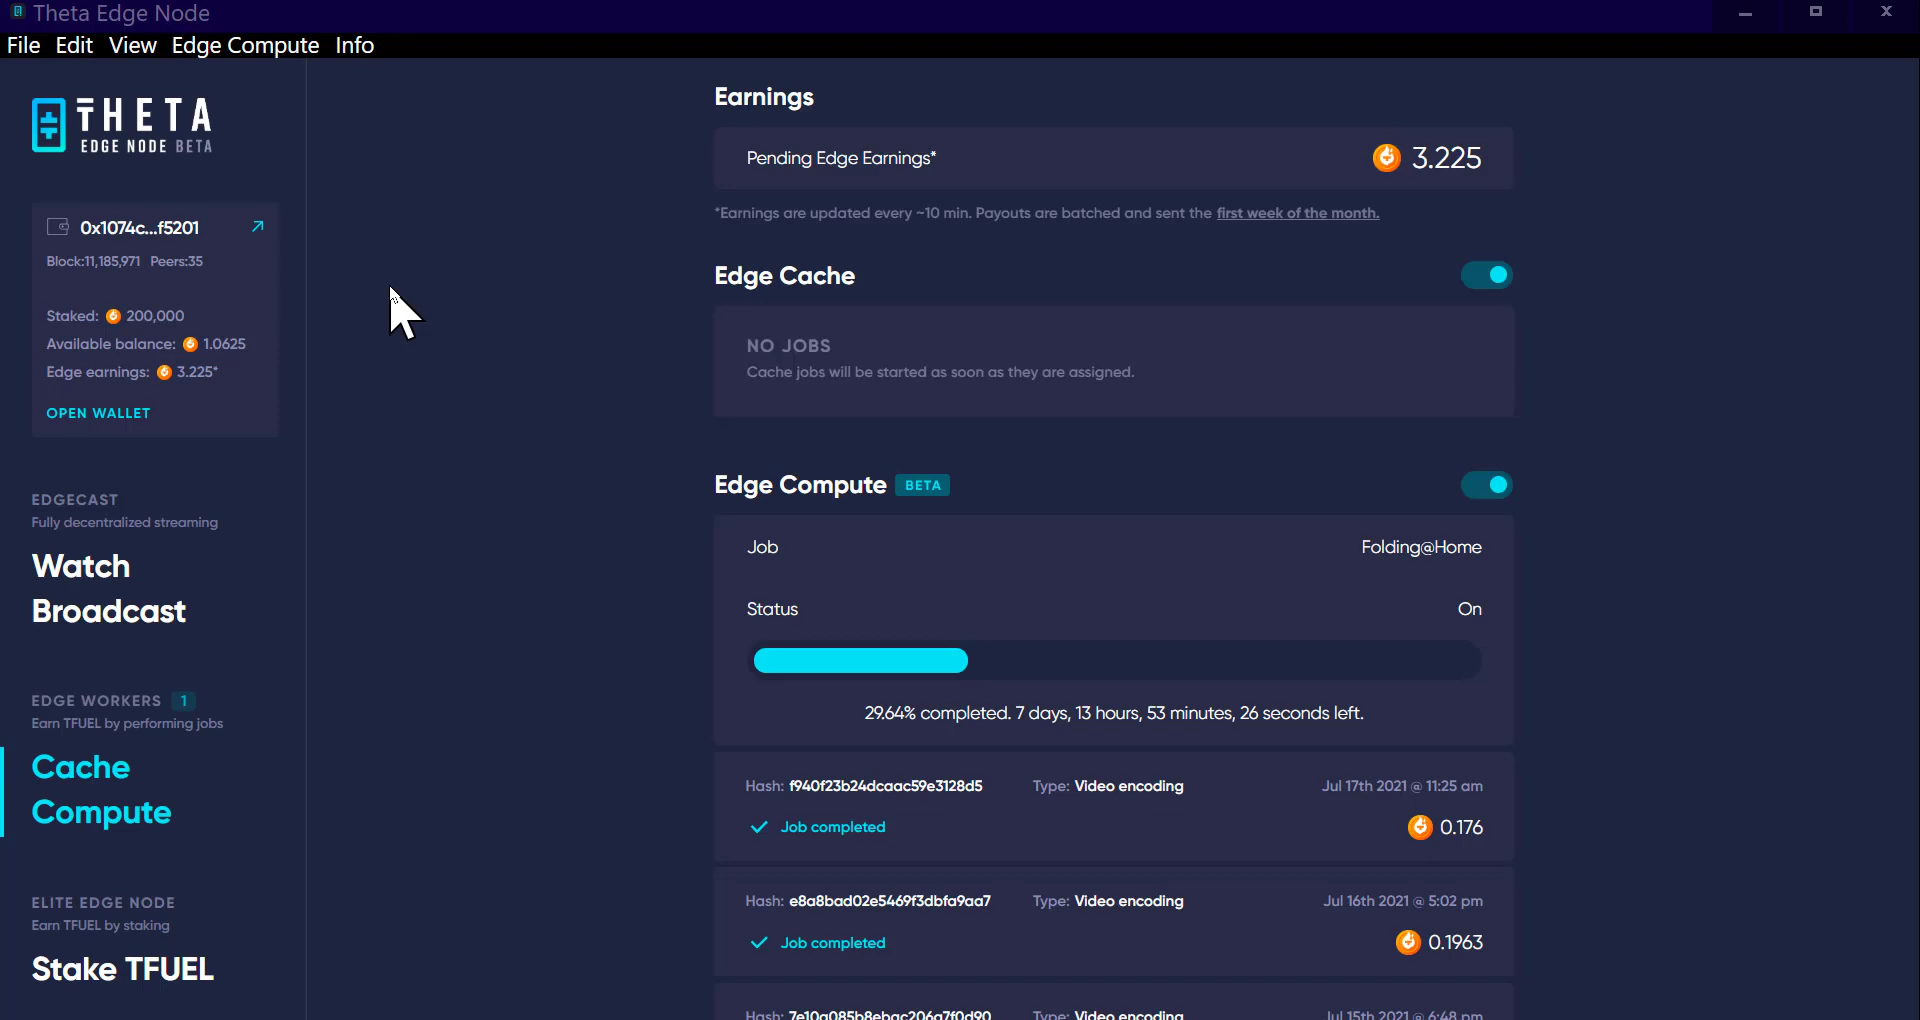 Theta Edge Node
File Edit View Edge Compute Info
THETA
EDGE NODE BETA
0x1074c...f5201
Block:11,185,971 Peers:35
Staked: 200,000
Available balance: 1.0625
Edge earnings: 3.225*
OPEN WALLET
EDGECAST
Fully decentralized streaming
Watch
Broadcast
EDGE WORKERS 1
Earn TFUEL by performing jobs
Cache
Compute
ELITE EDGE NODE
Earn TFUEL by staking
Stake TFUEL
Earnings
Pending Edge Earnings* 3.225
*Earnings are updated every ~10 min. Payouts are batched and sent the first week of the month.
Edge Cache
NO JOBS
Cache jobs will be started as soon as they are assigned.
Edge Compute BETA
Job Folding@Home
Status On
29.64% completed. 7 days, 13 hours, 53 minutes, 26 seconds left.
Hash: f940f23b24dcaac59e3128d5 Type: Video encoding Jul 17th 2021 @ 11:25 am
Job completed 0.176
Hash: e8a8bad02e5469f3dbfa9aa7 Type: Video encoding Jul 16th 2021 @ 5:02 pm
Job completed 0.1963
Hash: 7e10a085b8ebac206a7f0d90 Type: Video encoding Jul 15th 2021 @ 6:48 pm